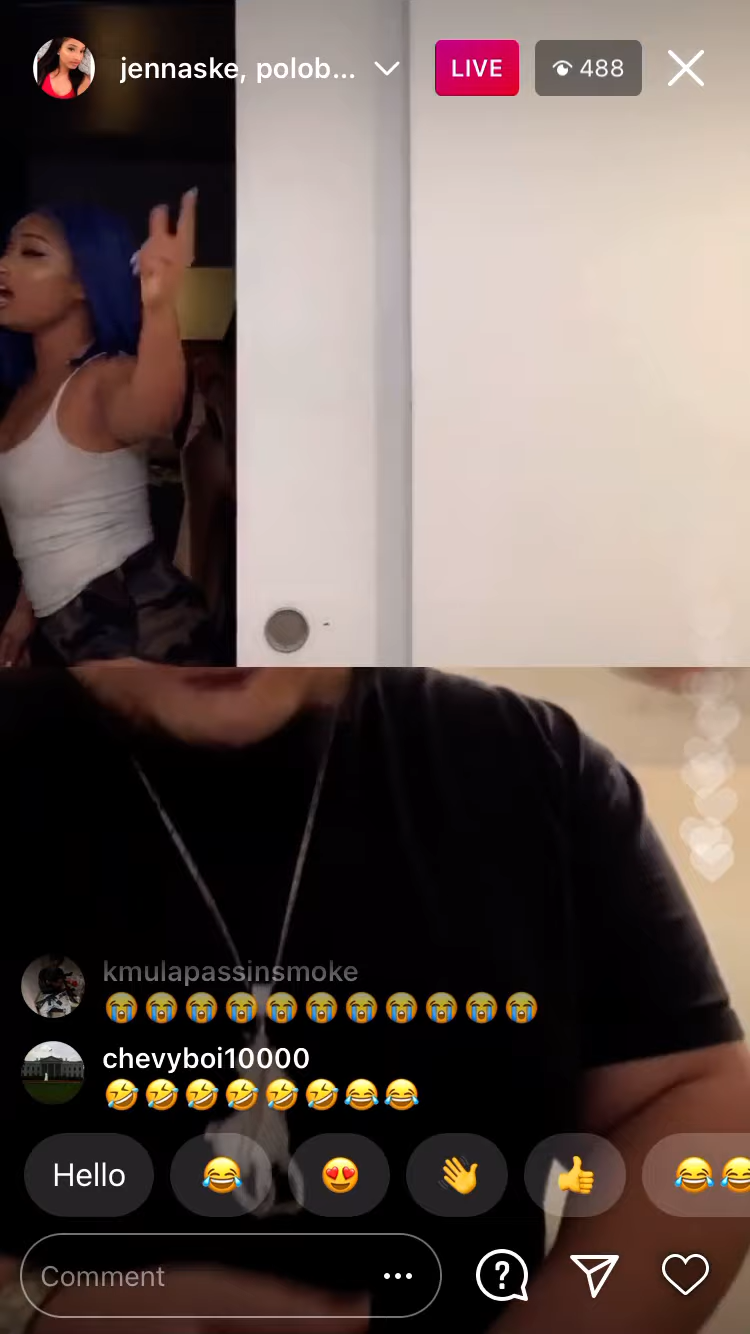 jennaske, polob...
LIVE
488
kmulapassinsmoke
😭😭😭😭😭😭😭😭😭😭😭
chevyboi10000
🤣🤣🤣🤣🤣🤣😂😂
Hello 😂 😍 👋 👍 😂😂
Comment